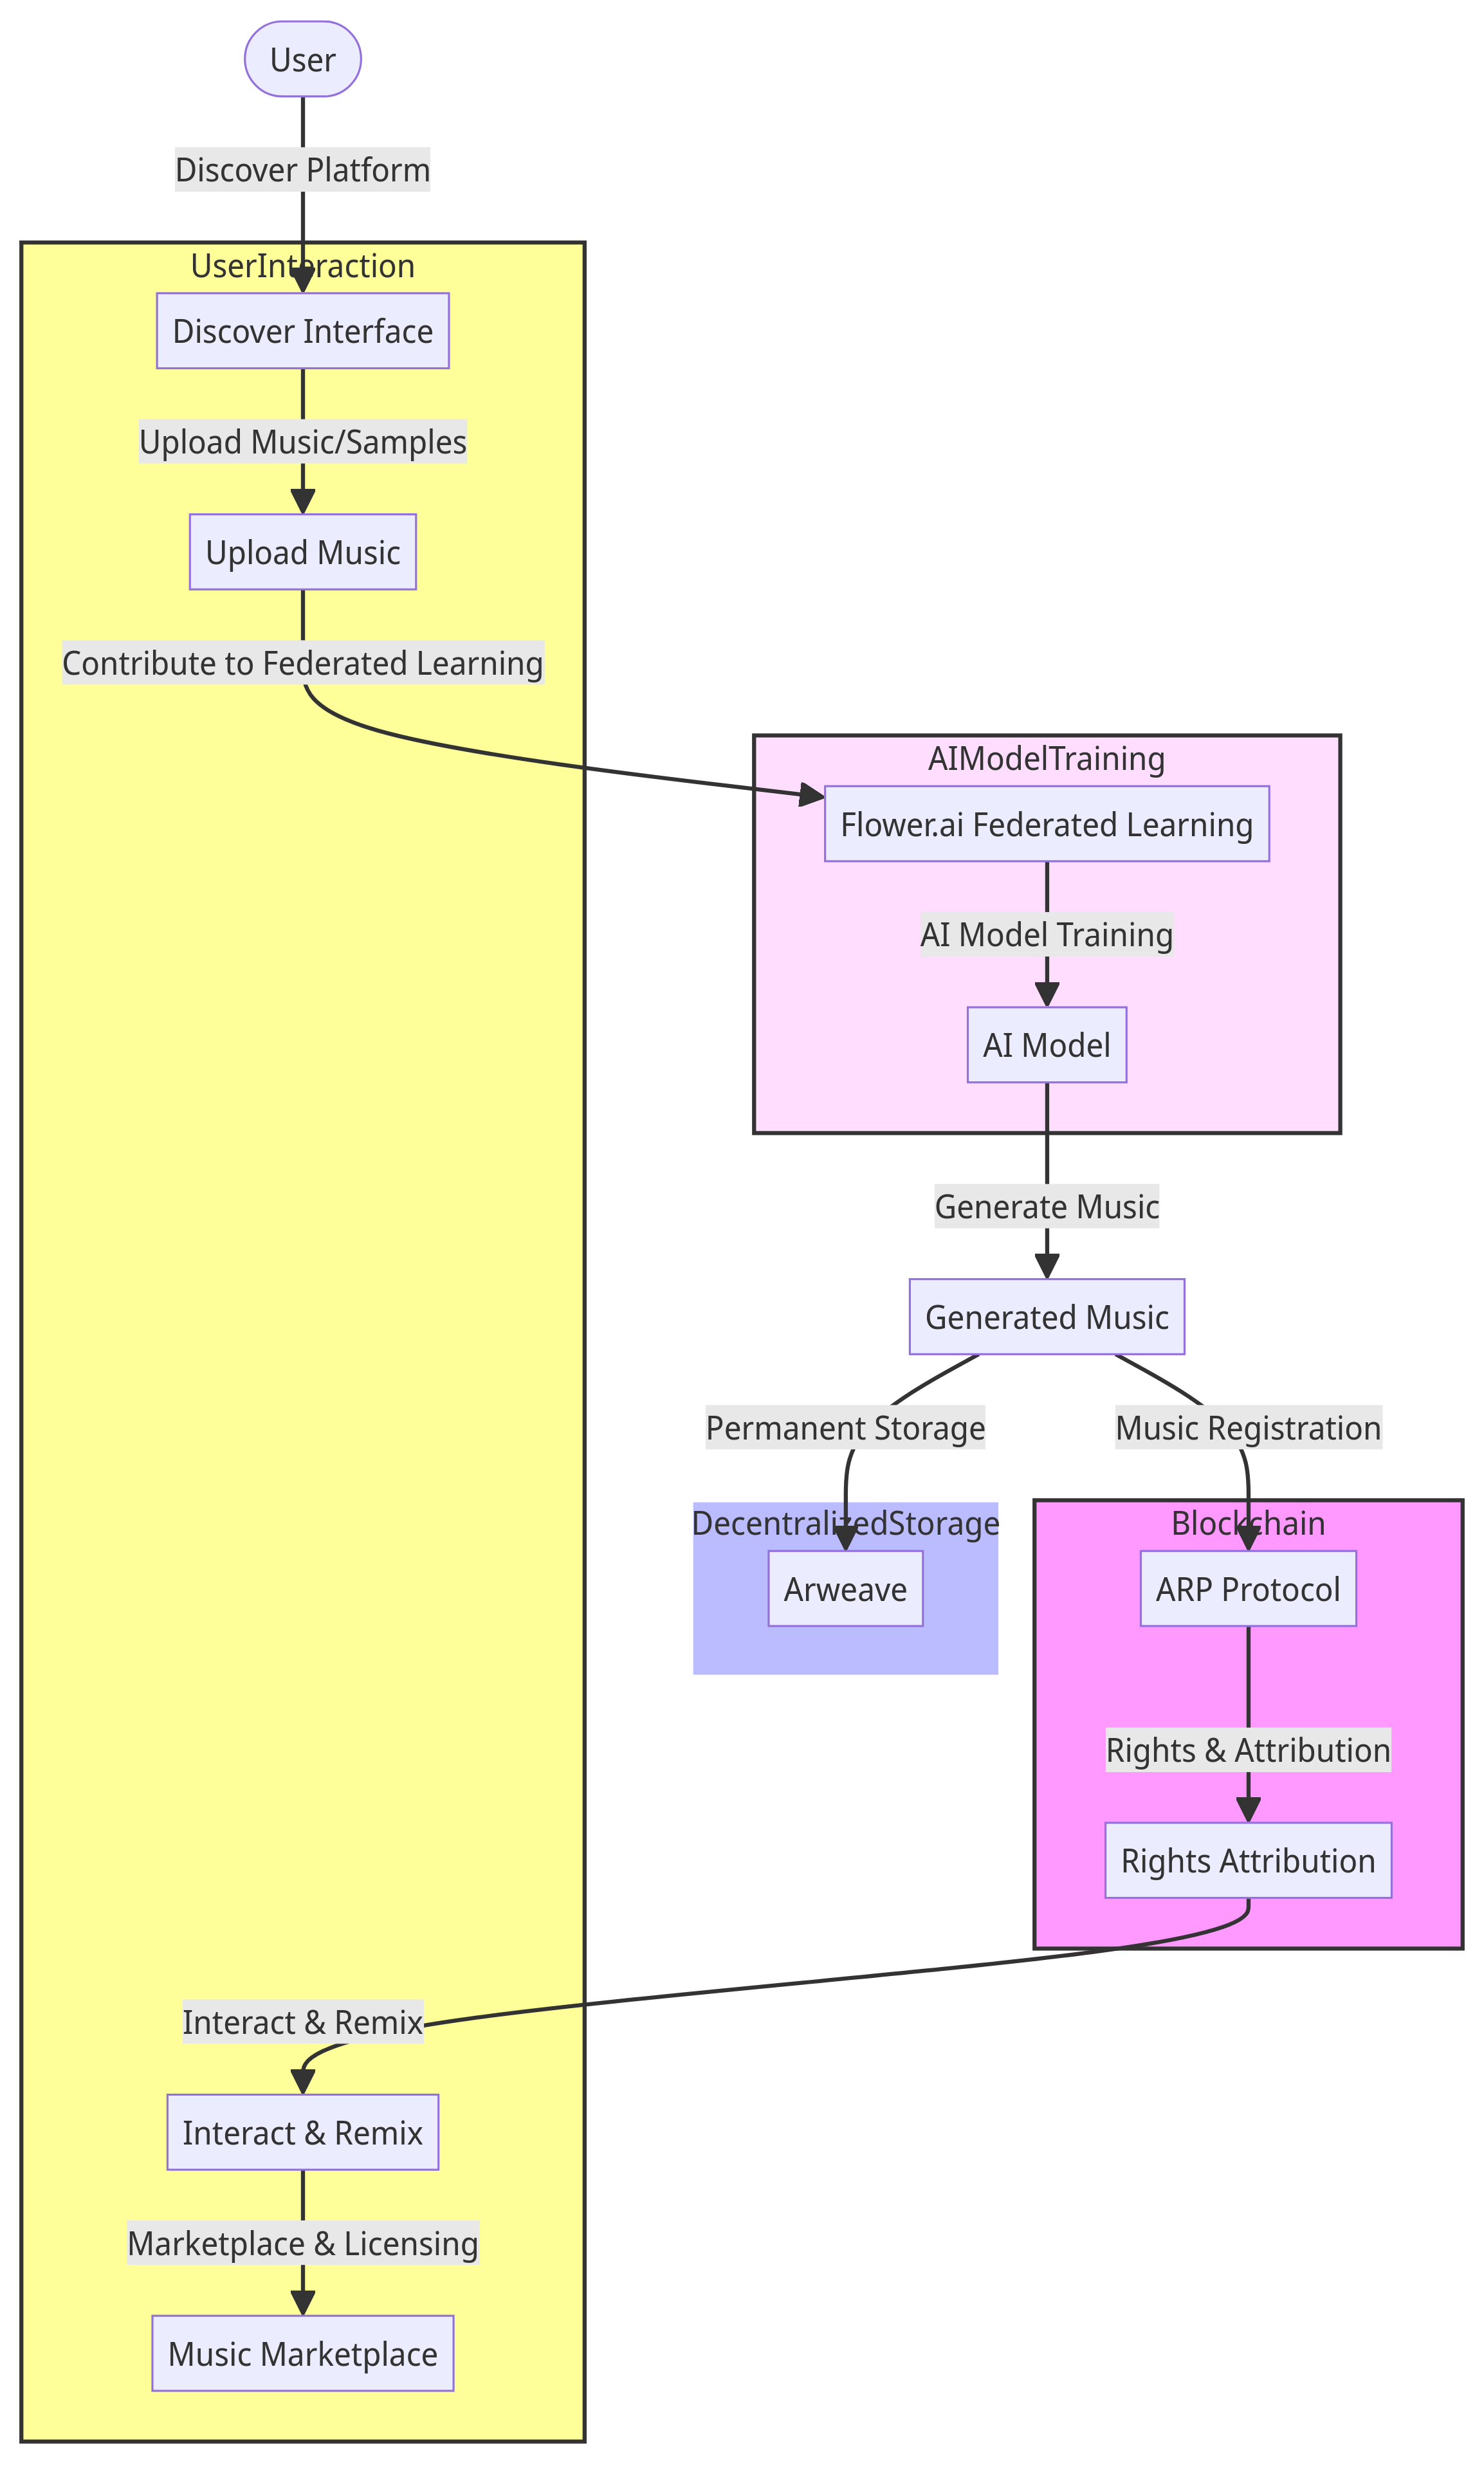 User
Discover Platform
UserInteraction
Discover Interface
Upload Music/Samples
Upload Music
Contribute to Federated Learning
AIModelTraining
Flower.ai Federated Learning
AI Model Training
AI Model
Generate Music
Generated Music
Permanent Storage
Music Registration
DecentralizedStorage
Blockchain
Arweave
ARP Protocol
Rights & Attribution
Rights Attribution
Interact & Remix
Interact & Remix
Marketplace & Licensing
Music Marketplace